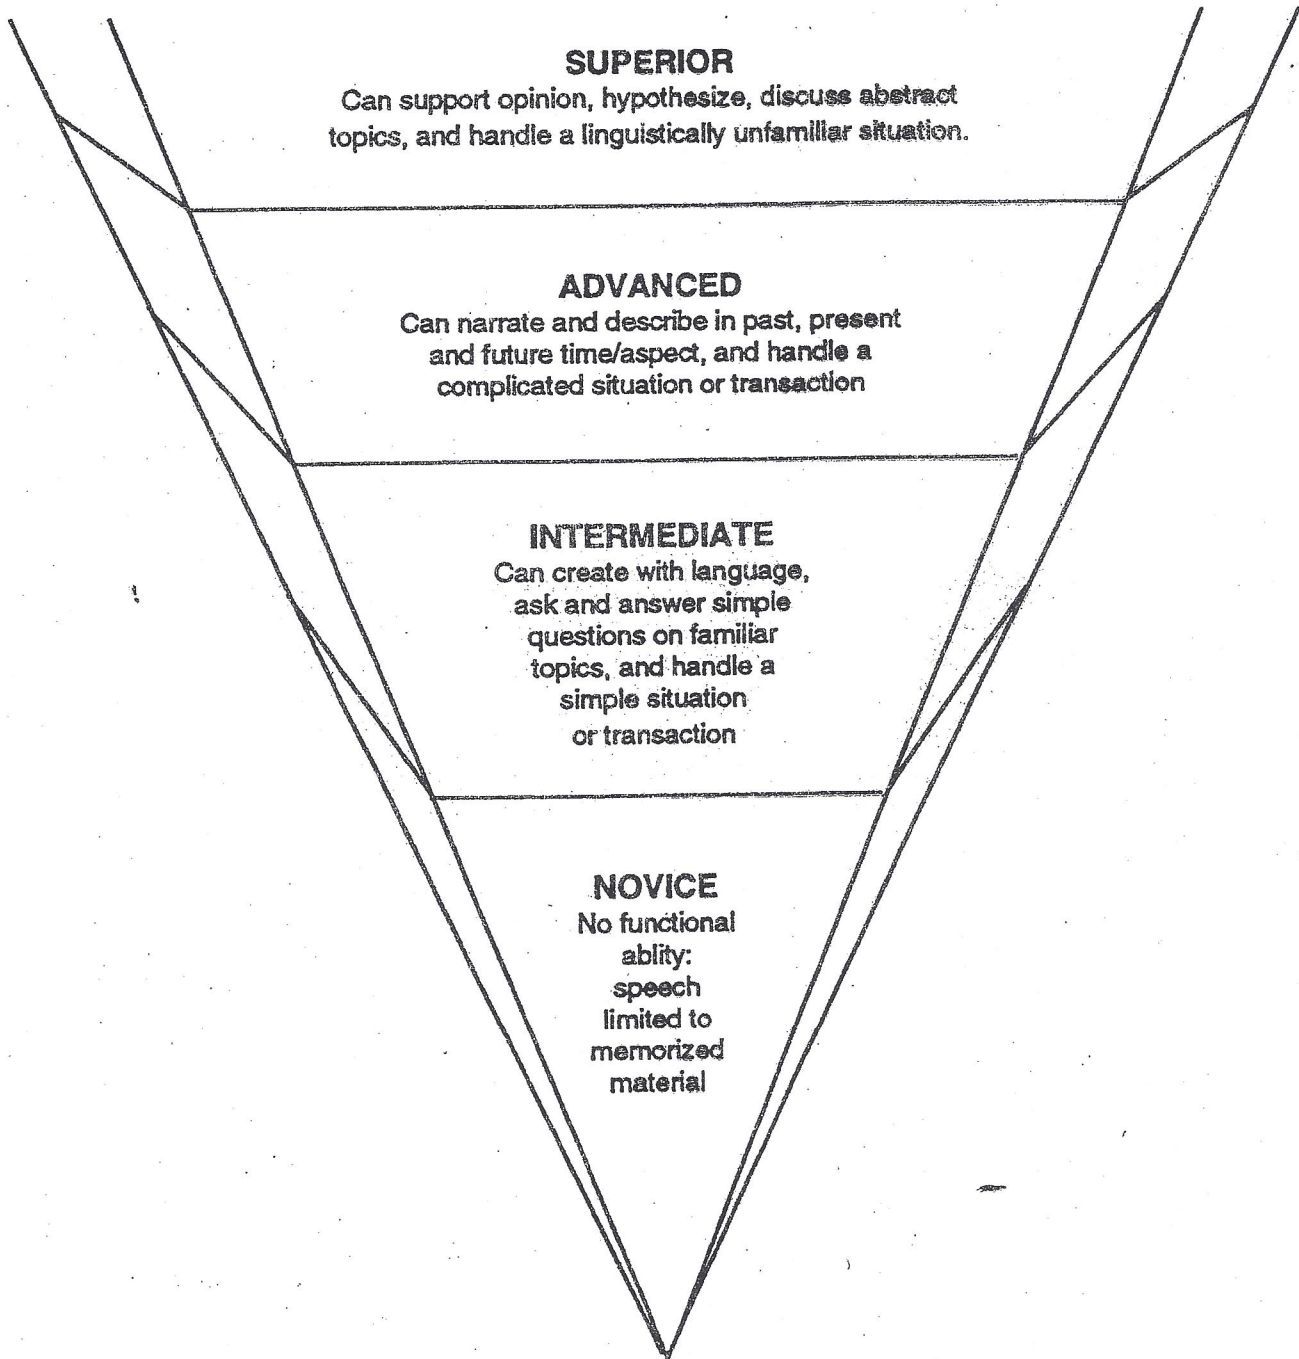 SUPERIOR
Can support opinion, hypothesize, discuss abstract
topics, and handle a linguistically unfamiliar situation.
ADVANCED
Can narrate and describe in past, present
and future time/aspect, and handle a
complicated situation or transaction
INTERMEDIATE
Can create with language,
ask and answer simple
questions on familiar
topics, and handle a
simple situation
or transaction
NOVICE
No functional
ablity:
speech
limited to
memorized
material